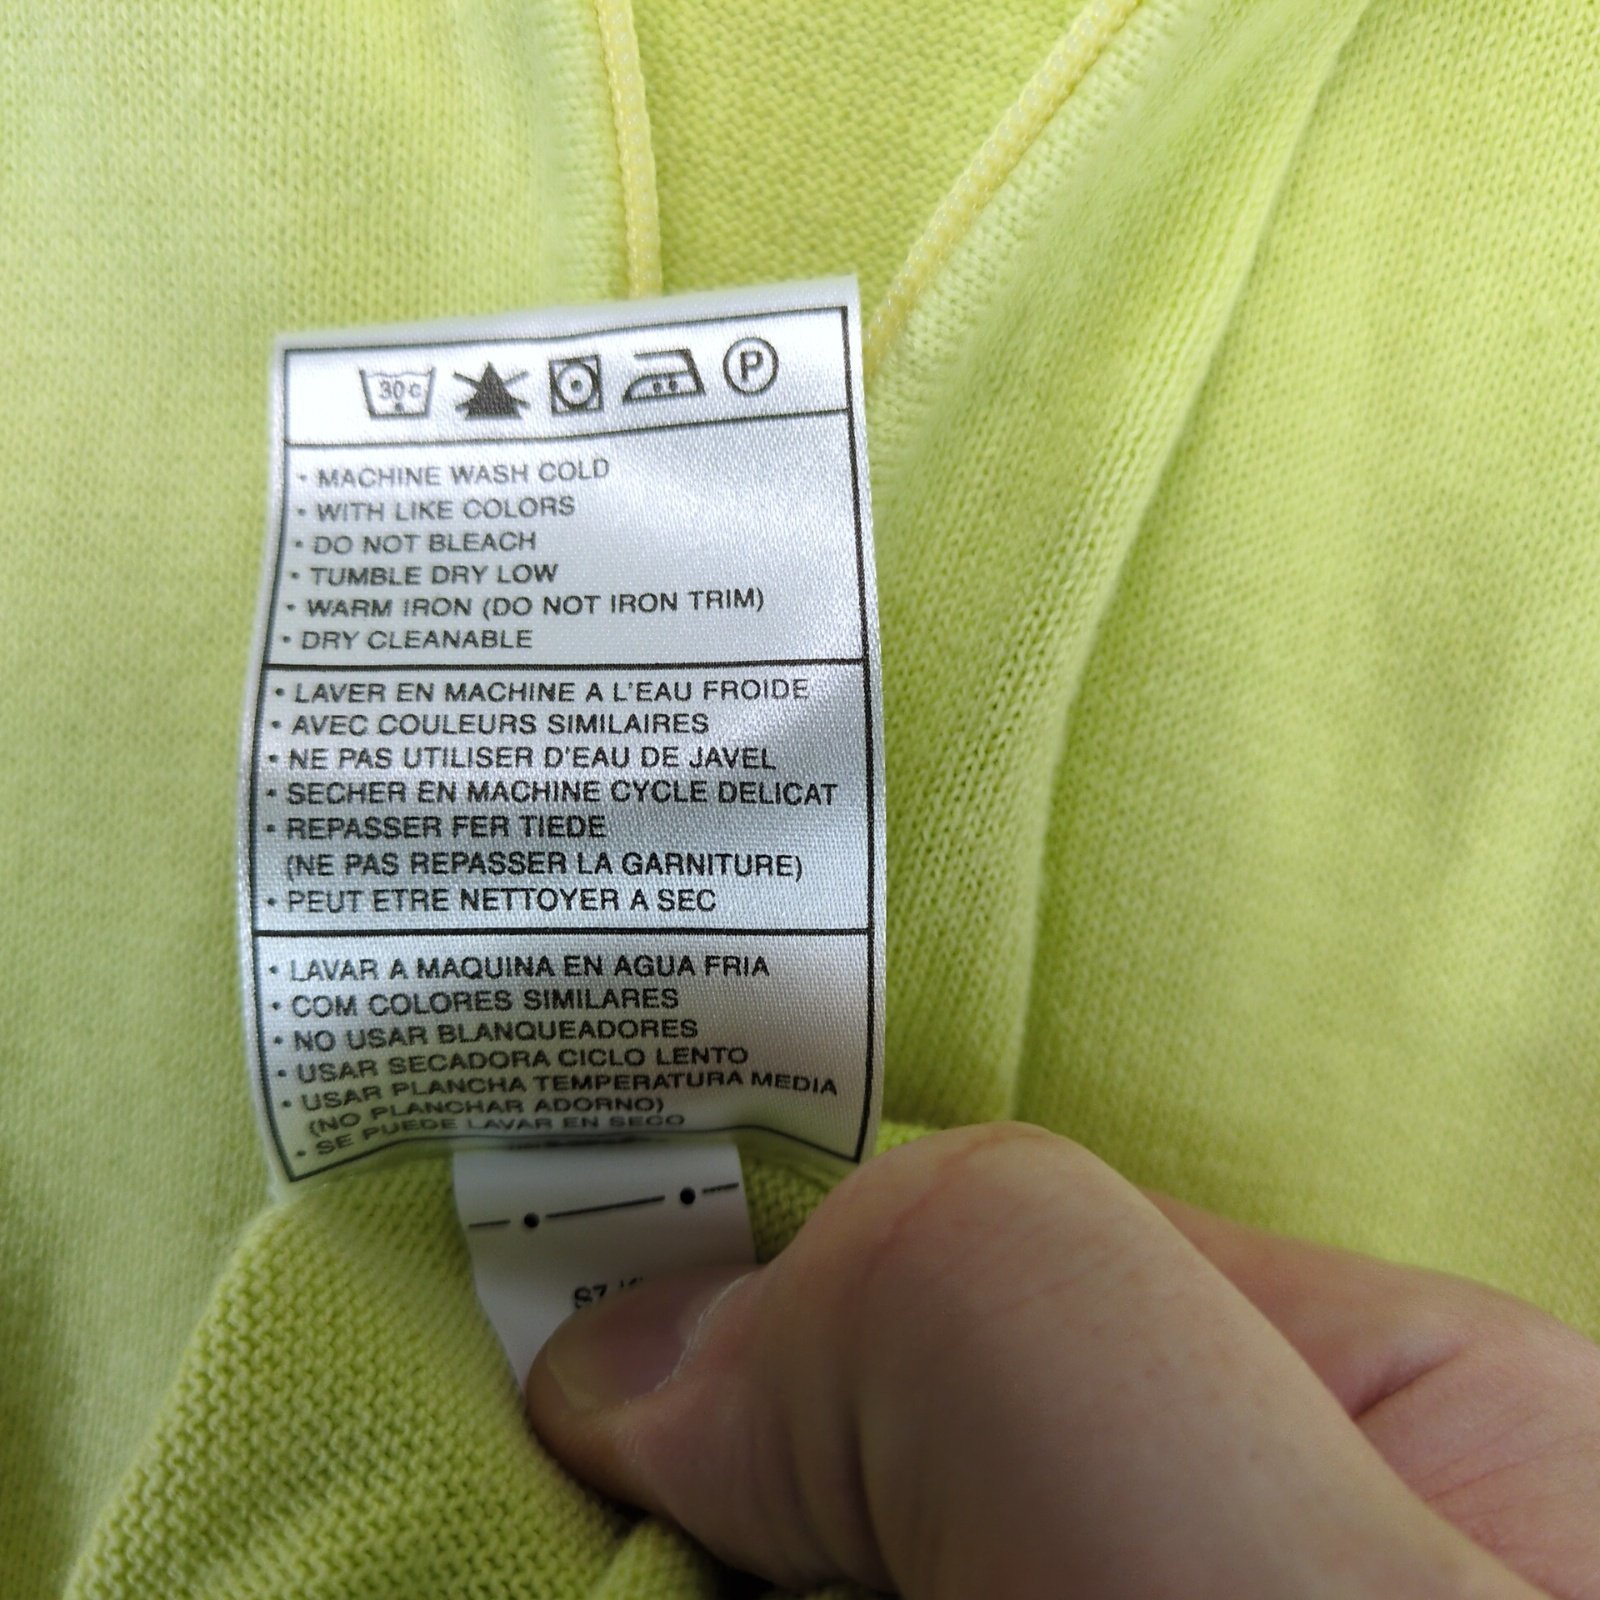 30c
P
• MACHINE WASH COLD
• WITH LIKE COLORS
• DO NOT BLEACH
• TUMBLE DRY LOW
• WARM IRON (DO NOT IRON TRIM)
• DRY CLEANABLE
• LAVER EN MACHINE A L'EAU FROIDE
• AVEC COULEURS SIMILAIRES
• NE PAS UTILISER D'EAU DE JAVEL
• SECHER EN MACHINE CYCLE DELICAT
• REPASSER FER TIEDE
(NE PAS REPASSER LA GARNITURE)
• PEUT ETRE NETTOYER A SEC
• LAVAR A MAQUINA EN AGUA FRIA
• COM COLORES SIMILARES
• NO USAR BLANQUEADORES
• USAR SECADORA CICLO LENTO
• USAR PLANCHA TEMPERATURA MEDIA
(NO PLANCHAR ADORNO)
• SE PUEDE LAVAR EN SECO